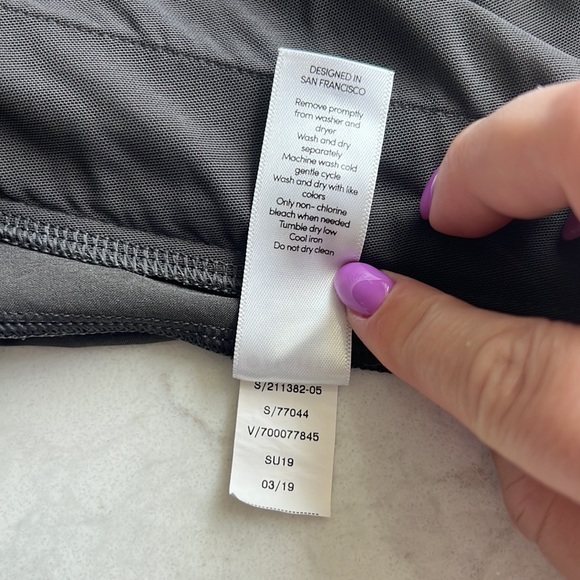 DESIGNED IN
SAN FRANCISCO
Remove promptly
from washer and
dryer
Wash and dry
separately
Machine wash cold
gentle cycle
Wash and dry with like
colors
Only non- chlorine
bleach when needed
Tumble dry low
Cool iron
Do not dry clean
S/211382-05
S/77044
V/700077845
SU19
03/19